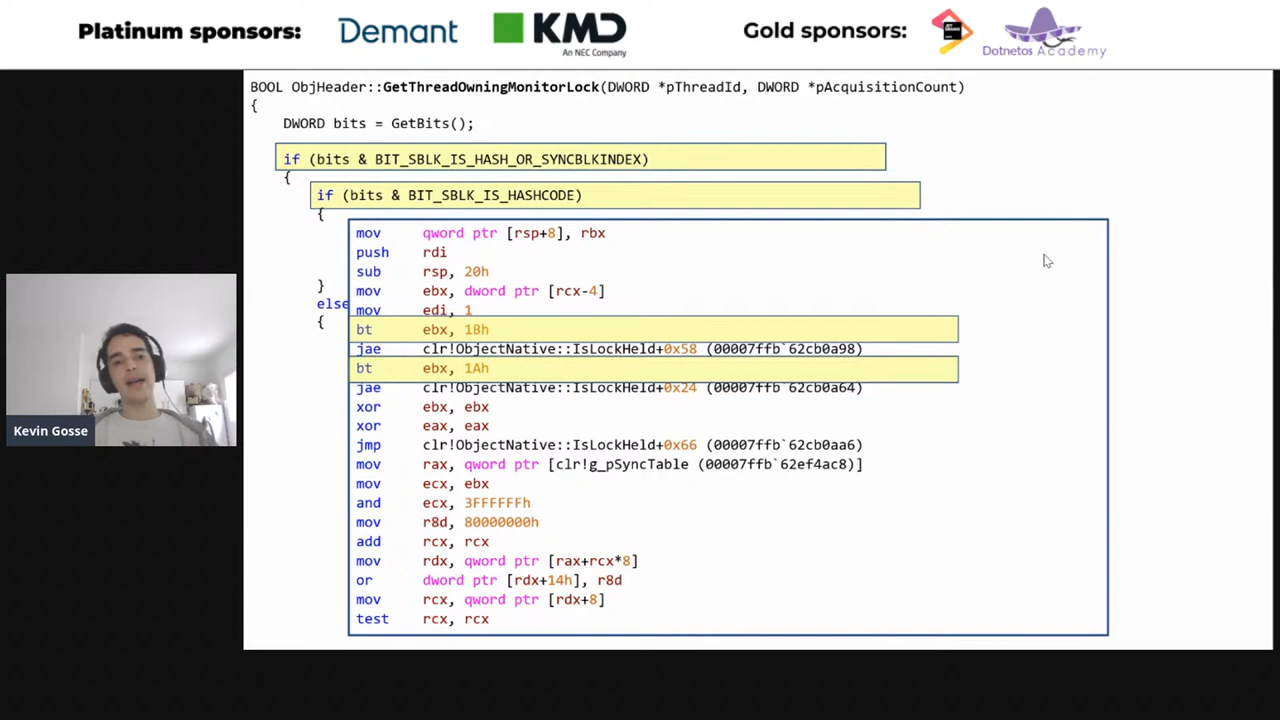 Platinum sponsors:
Demant
KMD
An NEC Company
Gold sponsors:
Dotnetos Academy
BOOL ObjHeader::GetThreadOwningMonitorLock(DWORD *pThreadId, DWORD *pAcquisitionCount)
{
DWORD bits = GetBits();
if (bits & BIT_SBLK_IS_HASH_OR_SYNCBLKINDEX)
{
if (bits & BIT_SBLK_IS_HASHCODE)
{
}
else
{
mov qword ptr [rsp+8], rbx
push rdi
sub rsp, 20h
mov ebx, dword ptr [rcx-4]
mov edi, 1
bt ebx, 1Bh
jae clr!ObjectNative::IsLockHeld+0x58 (00007ffb`62cb0a98)
bt ebx, 1Ah
jae clr!ObjectNative::IsLockHeld+0x24 (00007ffb`62cb0a64)
xor ebx, ebx
xor eax, eax
jmp clr!ObjectNative::IsLockHeld+0x66 (00007ffb`62cb0aa6)
mov rax, qword ptr [clr!g_pSyncTable (00007ffb`62ef4ac8)]
mov ecx, ebx
and ecx, 3FFFFFFh
mov r8d, 80000000h
add rcx, rcx
mov rdx, qword ptr [rax+rcx*8]
or dword ptr [rdx+14h], r8d
mov rcx, qword ptr [rdx+8]
test rcx, rcx
Kevin Gosse